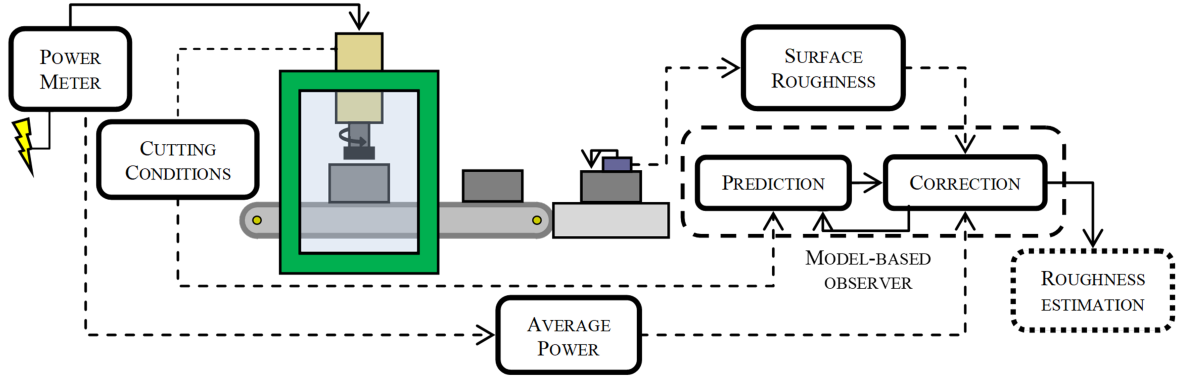 POWER
METER
CUTTING
CONDITIONS
SURFACE
ROUGHNESS
PREDICTION
CORRECTION
MODEL-BASED
OBSERVER
ROUGHNESS
ESTIMATION
AVERAGE
POWER